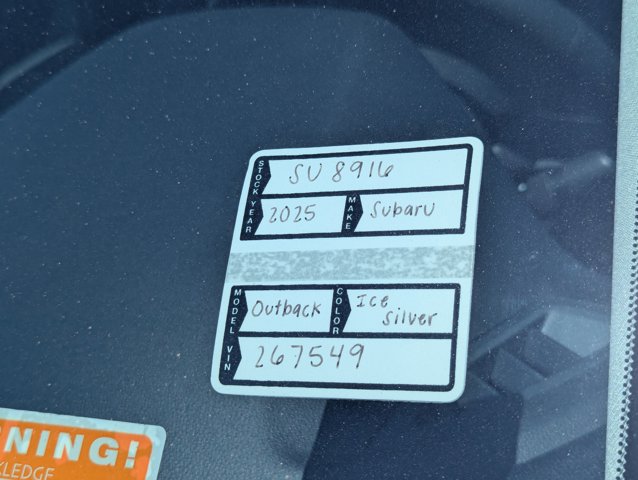 STOCK SU 8916
YEAR 2025 MAKE Subaru
MODEL Outback COLOR Ice
Silver
VIN 267549
NING!
KLEDGE